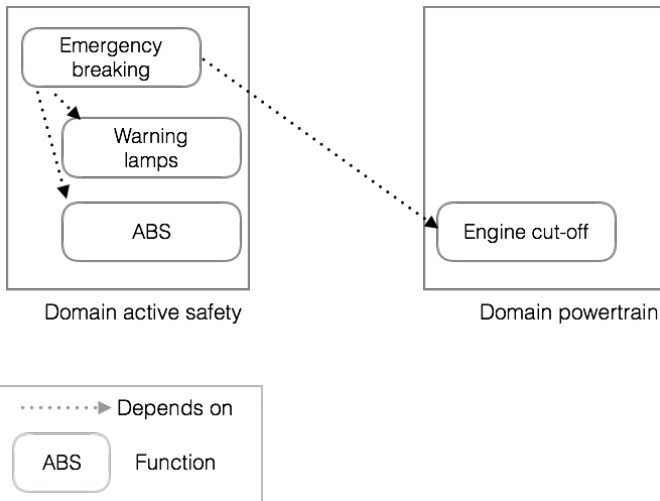 Emergency
breaking
Warning
lamps
ABS
Engine cut-off
Domain active safety
Domain powertrain
Depends on
ABS
Function